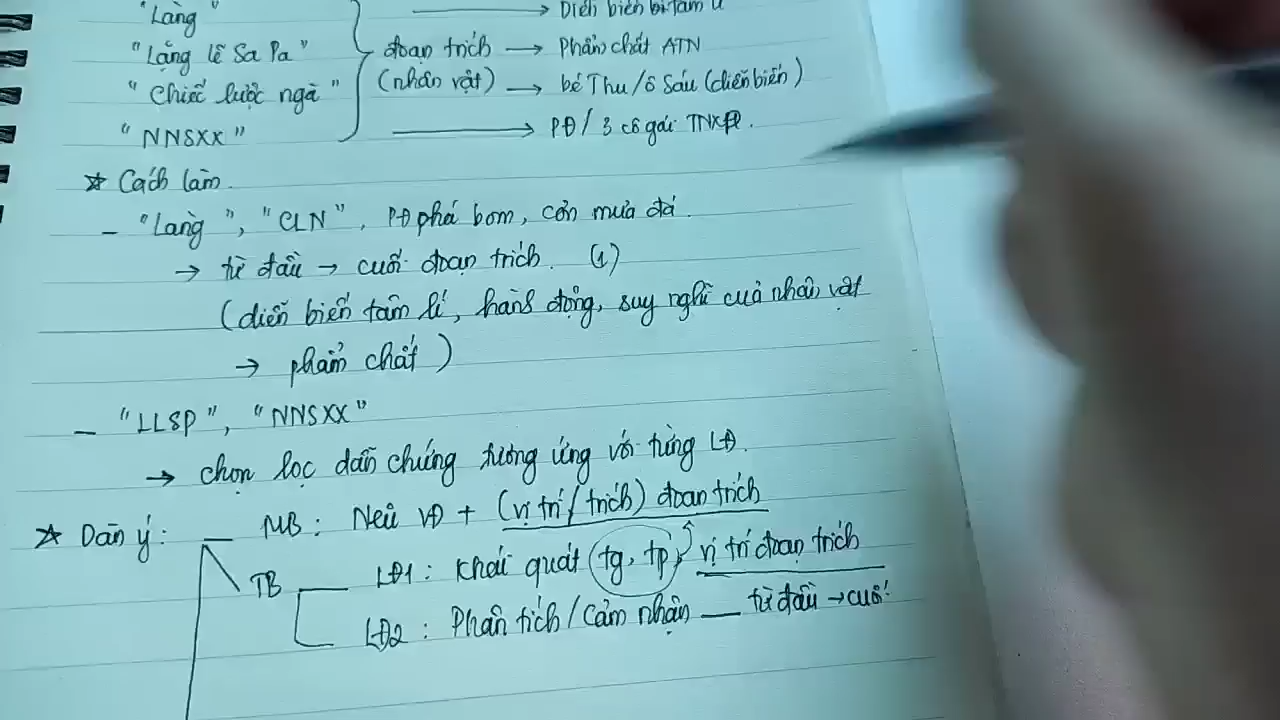 "Làng" → Diễn biến tâm lí
"Lặng lẽ Sa Pa" đoạn trích → Phẩm chất ATN
"Chiếc lược ngà" (nhân vật) → bé Thu/ô Sáu (diễn biến)
"NNSXX" → PĐ/ 3 cô gái TNXP.
☆ Cách làm.
- "Làng", "CLN", PĐ phá bom, cơn mưa đá.
→ từ đầu → cuối đoạn trích. (1)
(diễn biến tâm lí, hành động, suy nghĩ của nhân vật
→ phẩm chất)
- "LLSP", "NNSXX"
→ chọn lọc dẫn chứng tương ứng với từng LĐ.
☆ Dàn ý: - MB: Nêu VĐ + (vị trí/trích) đoạn trích
TB LĐ1: Khái quát (tg, tp), vị trí đoạn trích
LĐ2: Phân tích/Cảm nhận — từ đầu → cuối